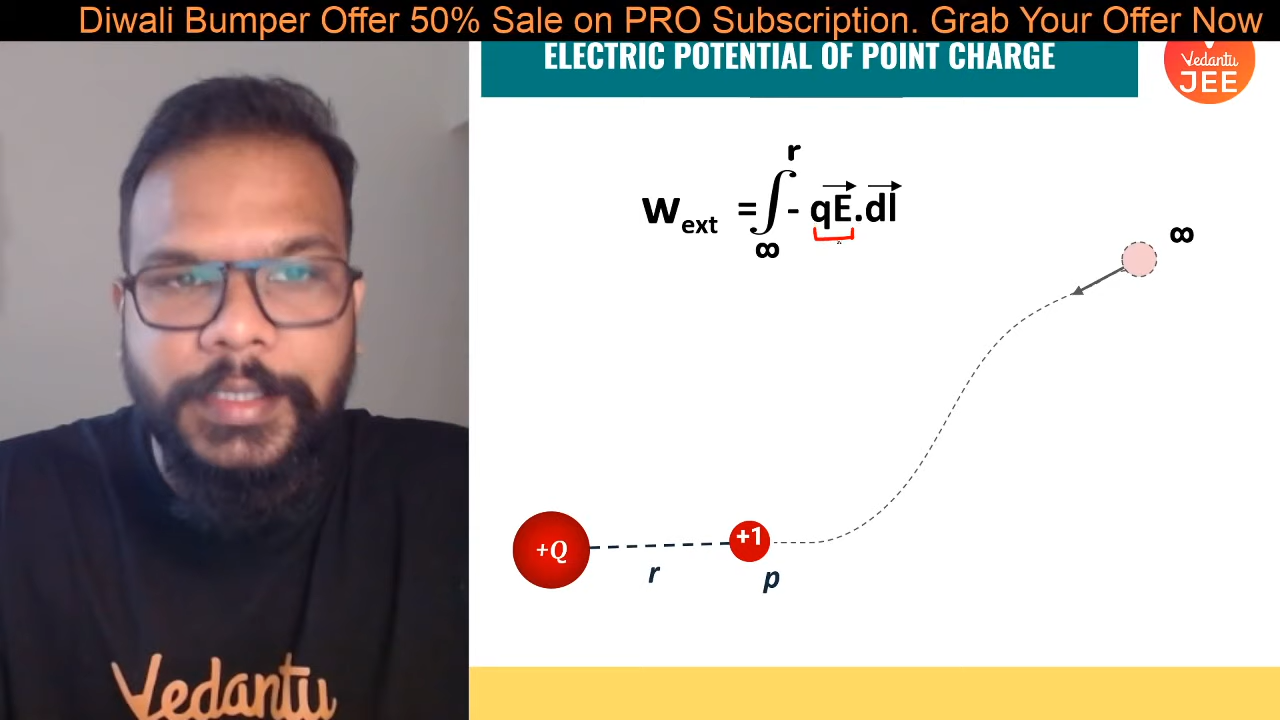 Diwali Bumper Offer 50% Sale on PRO Subscription. Grab Your Offer Now
ELECTRIC POTENTIAL OF POINT CHARGE
Vedantu
JEE
r
W_ext = ∫ - qE.dl
∞
∞
+Q
+1
r
p
Vedantu